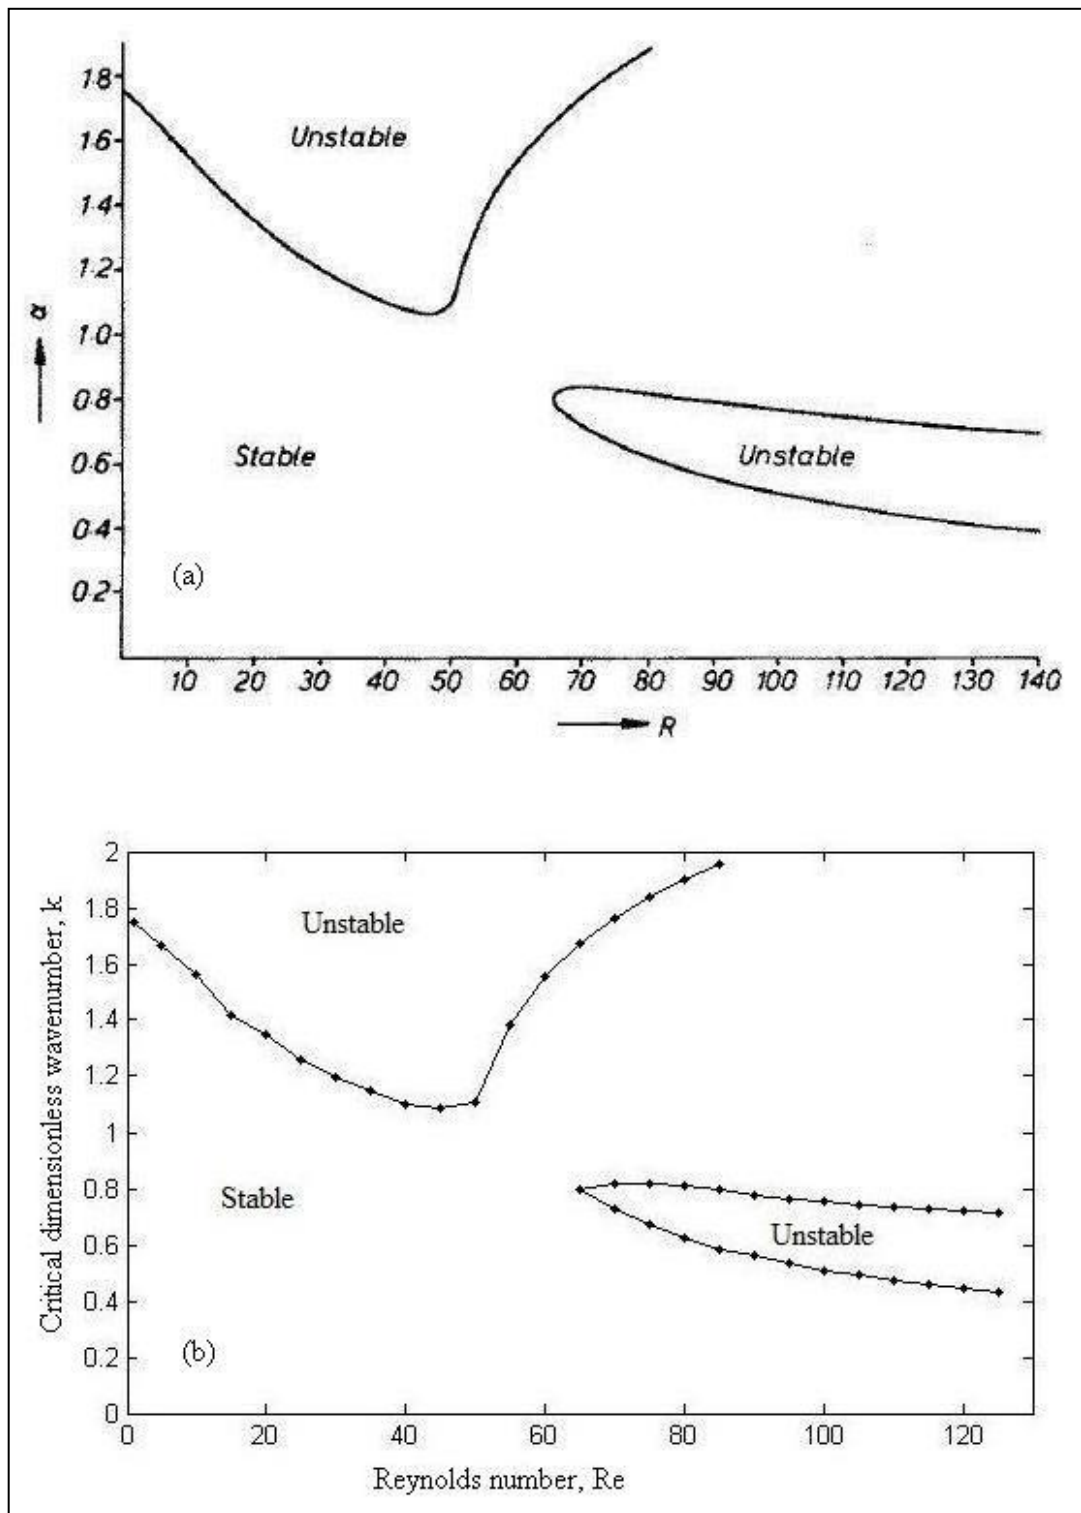 1·8
Unstable
1·6
1·4
1·2
α
1·0
0·8
Stable
Unstable
0·6
0·4
(a)
0·2
10 20 30 40 50 60 70 80 90 100 110 120 130 140
R
2
1.8
Unstable
1.6
1.4
1.2
1
0.8
Stable
Unstable
0.6
0.4
(b)
0.2
0
0 20 40 60 80 100 120
Critical dimensionless wavenumber, k
Reynolds number, Re